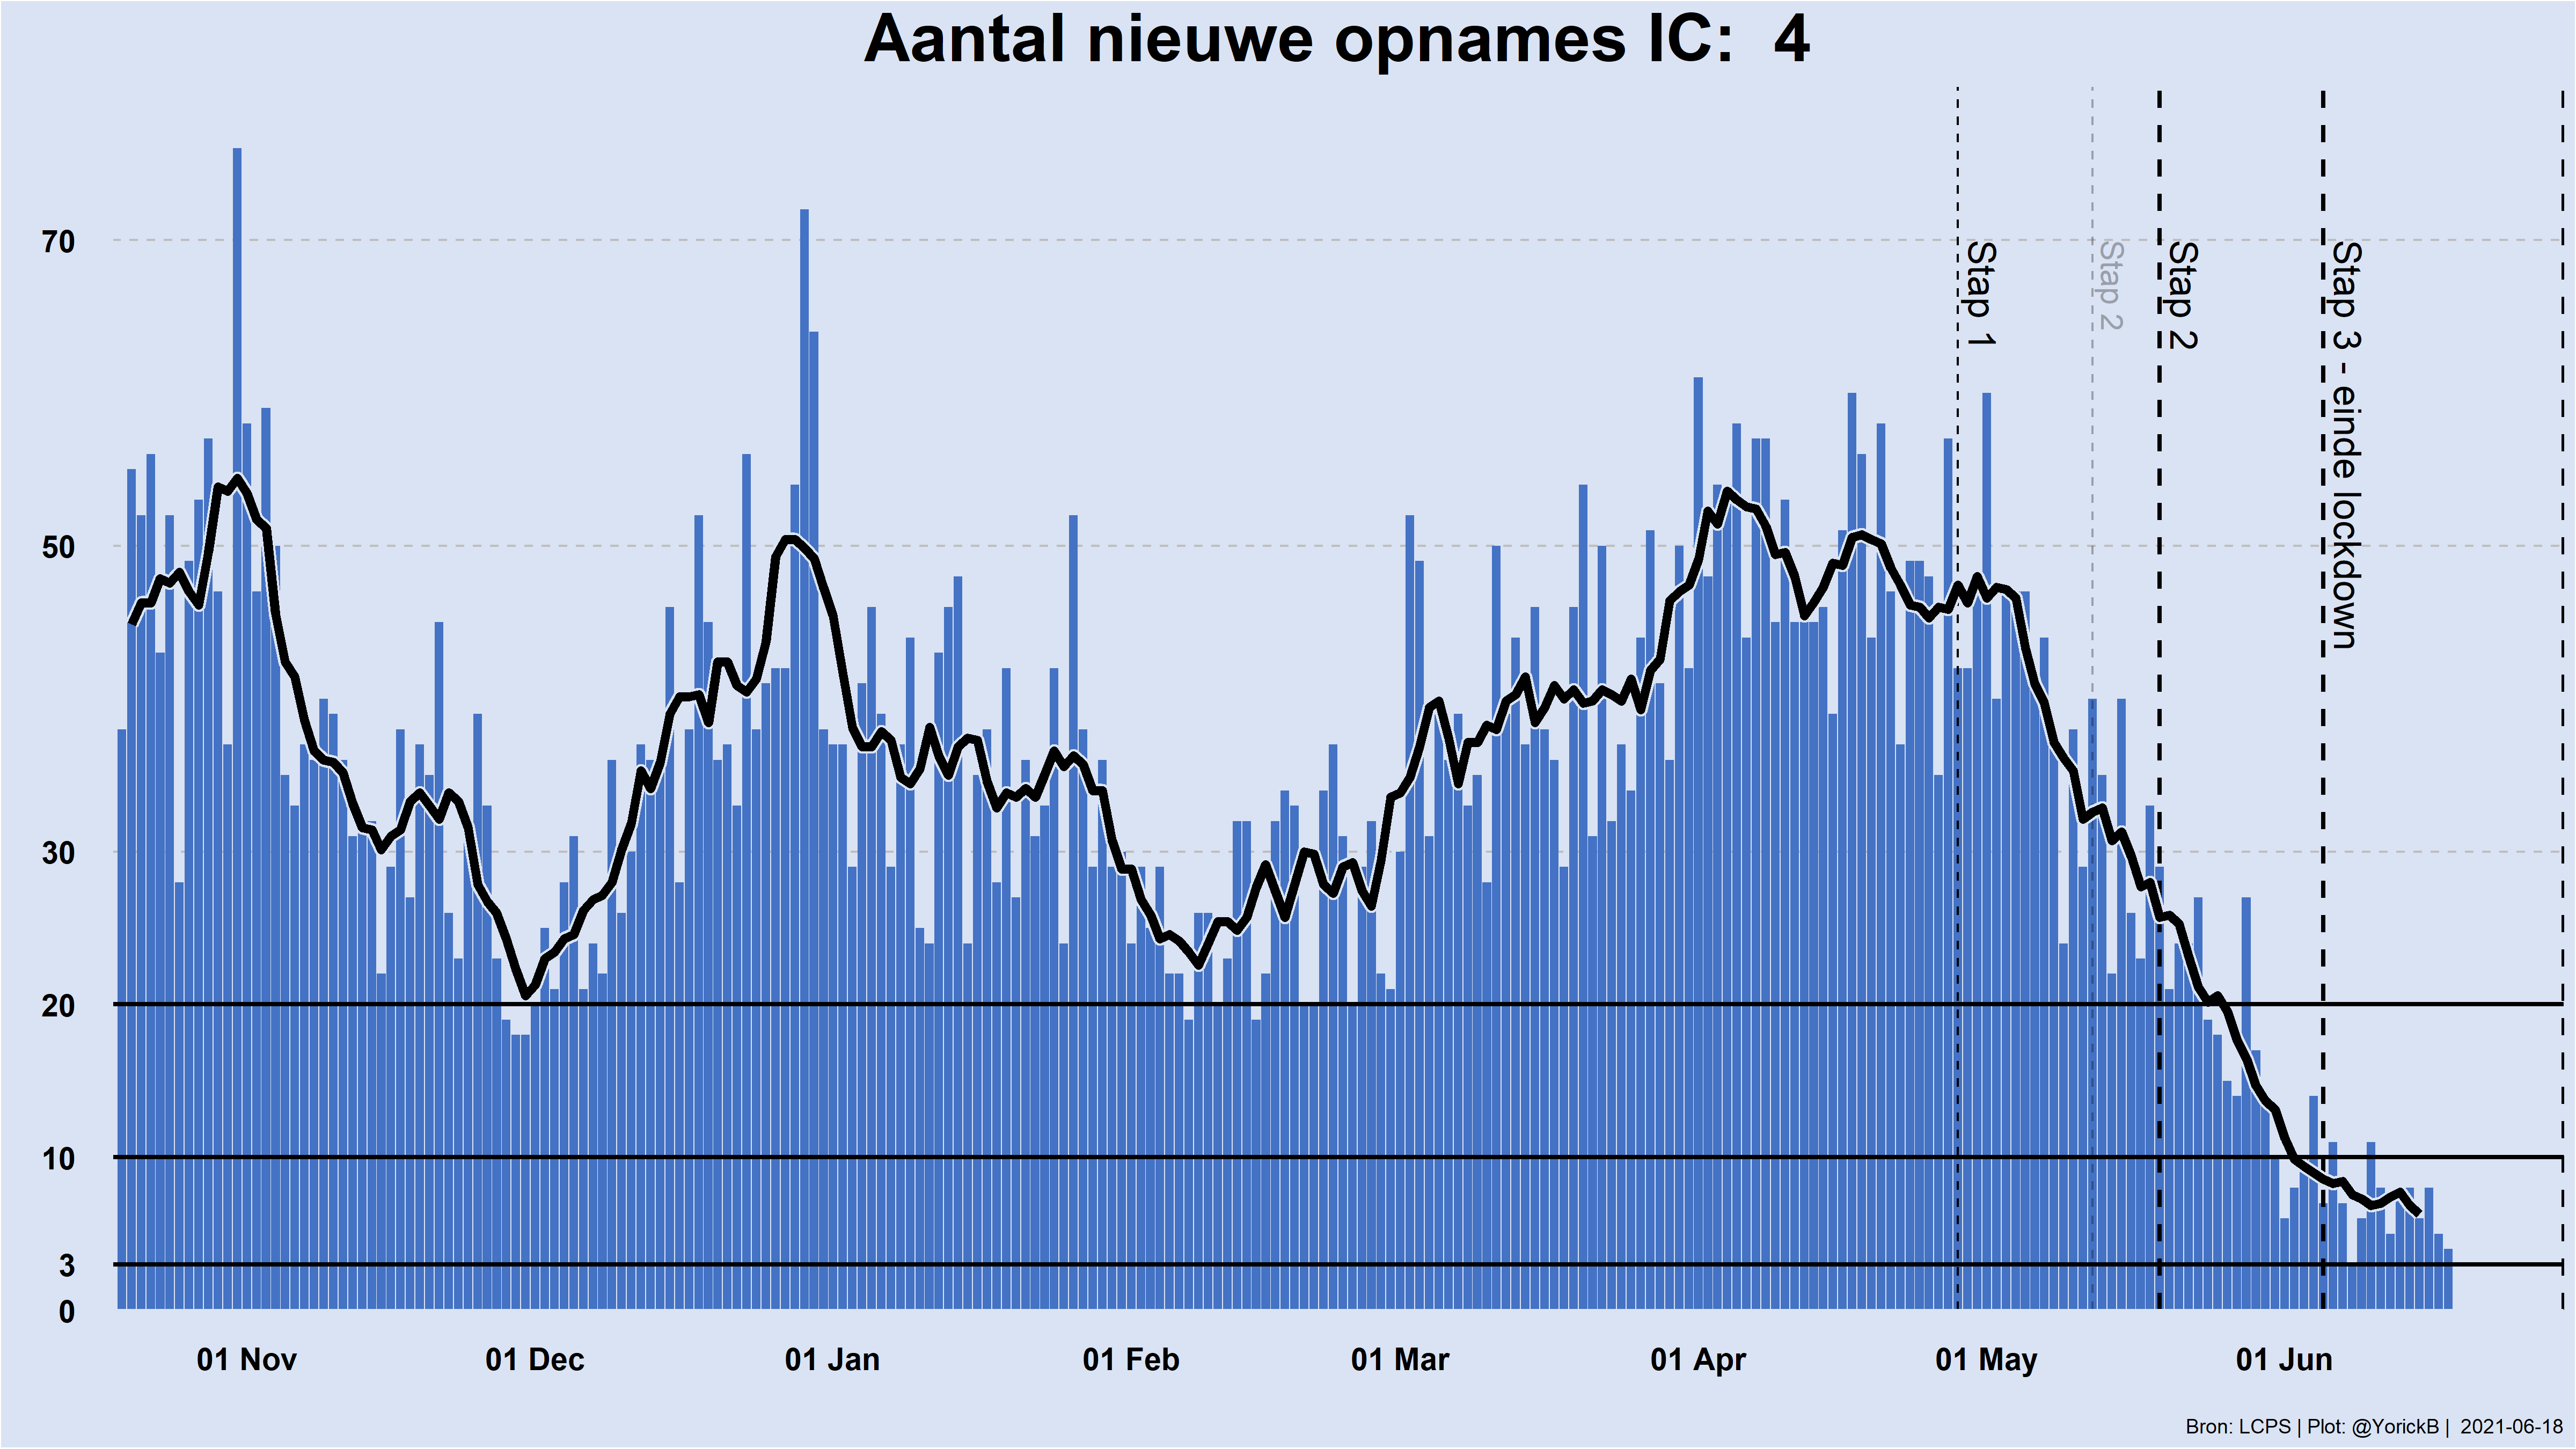 Aantal nieuwe opnames IC:  4
70
50
30
20
10
3
0
Stap 1
Stap 2
Stap 2
Stap 3 - einde lockdown
01 Nov
01 Dec
01 Jan
01 Feb
01 Mar
01 Apr
01 May
01 Jun
Bron: LCPS | Plot: @YorickB |  2021-06-18